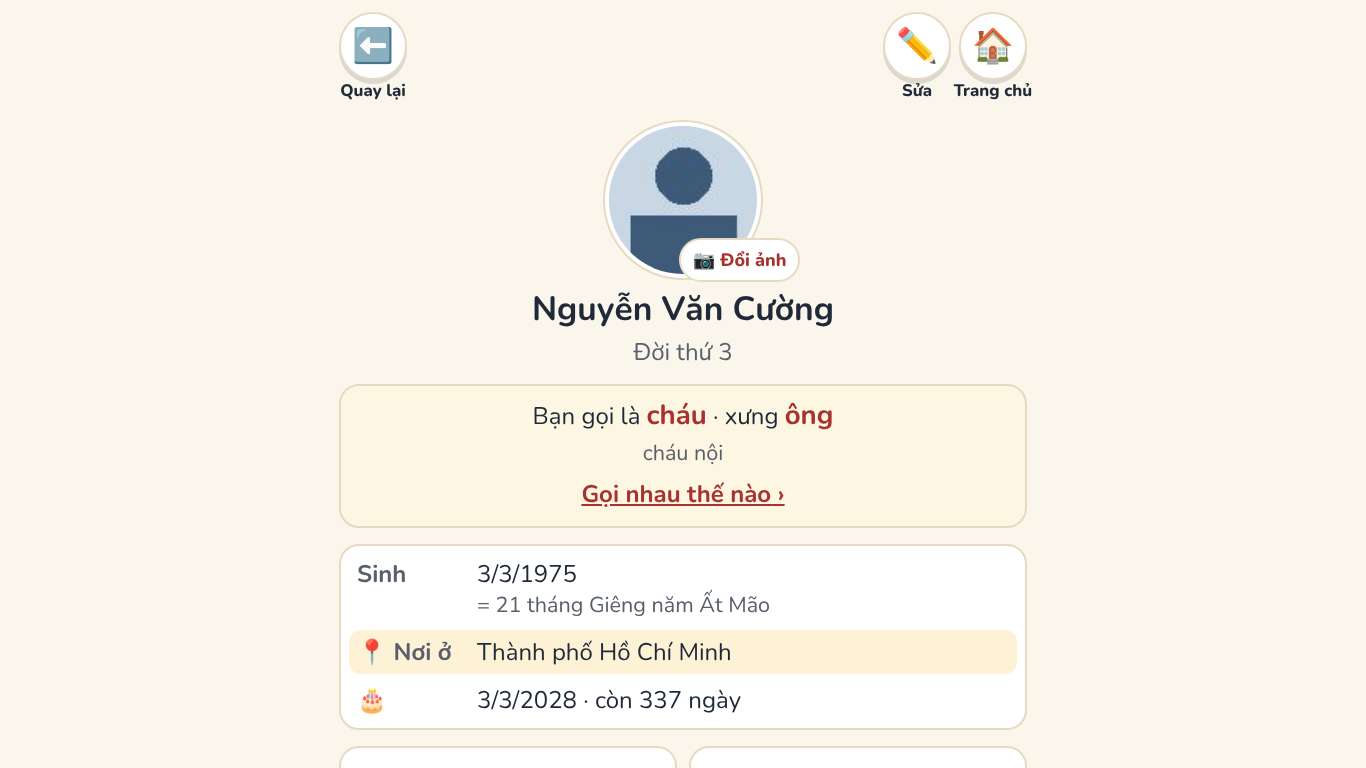 Quay lại
Sửa
Trang chủ
Đổi ảnh
Nguyễn Văn Cường
Đời thứ 3
Bạn gọi là cháu · xưng ông
cháu nội
Gọi nhau thế nào ›
Sinh 3/3/1975
= 21 tháng Giêng năm Ất Mão
Nơi ở Thành phố Hồ Chí Minh
3/3/2028 · còn 337 ngày